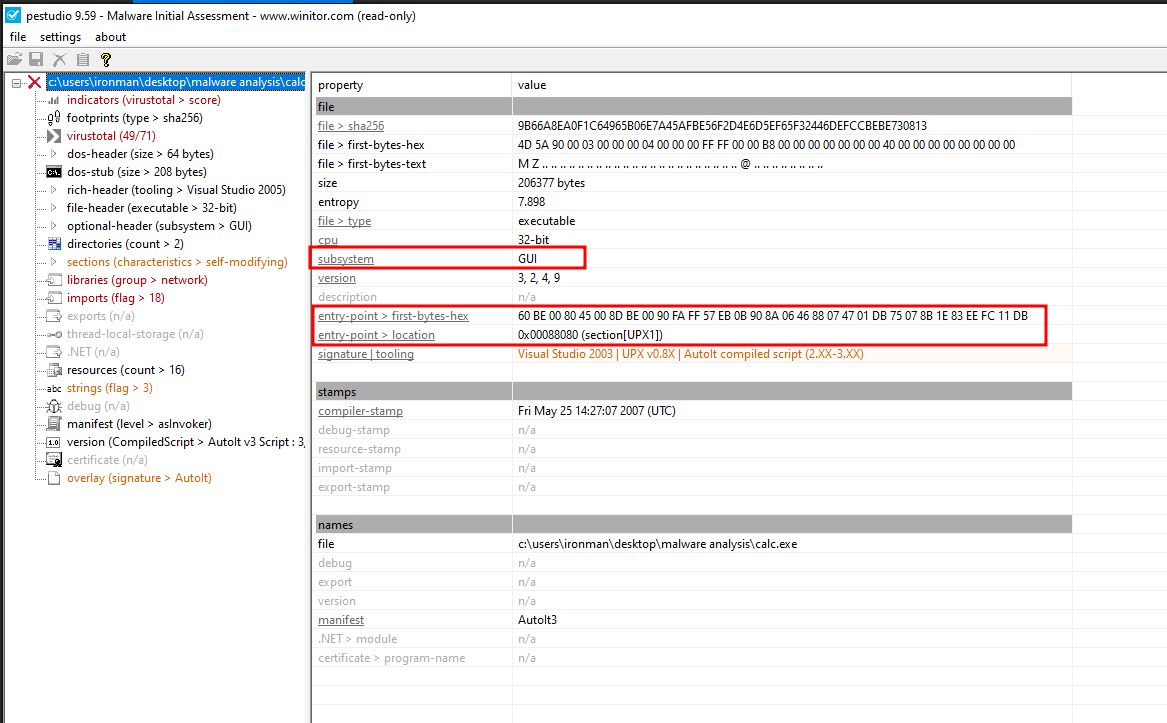 pestudio 9.59 - Malware Initial Assessment - www.winitor.com (read-only)
file settings about
c:\users\ironman\desktop\malware analysis\calc
indicators (virustotal > score)
footprints (type > sha256)
virustotal (49/71)
dos-header (size > 64 bytes)
dos-stub (size > 208 bytes)
rich-header (tooling > Visual Studio 2005)
file-header (executable > 32-bit)
optional-header (subsystem > GUI)
directories (count > 2)
sections (characteristics > self-modifying)
libraries (group > network)
imports (flag > 18)
exports (n/a)
thread-local-storage (n/a)
.NET (n/a)
resources (count > 16)
abc strings (flag > 3)
debug (n/a)
manifest (level > asInvoker)
1.0 version (CompiledScript > AutoIt v3 Script : 3,
certificate (n/a)
overlay (signature > AutoIt)
property value
file
file > sha256 9B66A8EA0F1C64965B06E7A45AFBE56F2D4E6D5EF65F32446DEFCCBEBE730813
file > first-bytes-hex 4D 5A 90 00 03 00 00 00 04 00 00 00 FF FF 00 00 B8 00 00 00 00 00 00 00 40 00 00 00 00 00 00 00
file > first-bytes-text M Z .. .. .. .. .. .. .. .. .. .. .. .. .. .. .. .. .. .. .. .. .. .. @ .. .. .. .. .. .. ..
size 206377 bytes
entropy 7.898
file > type executable
cpu 32-bit
subsystem GUI
version 3, 2, 4, 9
description n/a
entry-point > first-bytes-hex 60 BE 00 80 45 00 8D BE 00 90 FA FF 57 EB 0B 90 8A 06 46 88 07 47 01 DB 75 07 8B 1E 83 EE FC 11 DB
entry-point > location 0x00088080 (section[UPX1])
signature | tooling Visual Studio 2003 | UPX v0.8X | AutoIt compiled script (2.XX-3.XX)
stamps
compiler-stamp Fri May 25 14:27:07 2007 (UTC)
debug-stamp n/a
resource-stamp n/a
import-stamp n/a
export-stamp n/a
names
file c:\users\ironman\desktop\malware analysis\calc.exe
debug n/a
export n/a
version n/a
manifest AutoIt3
.NET > module n/a
certificate > program-name n/a